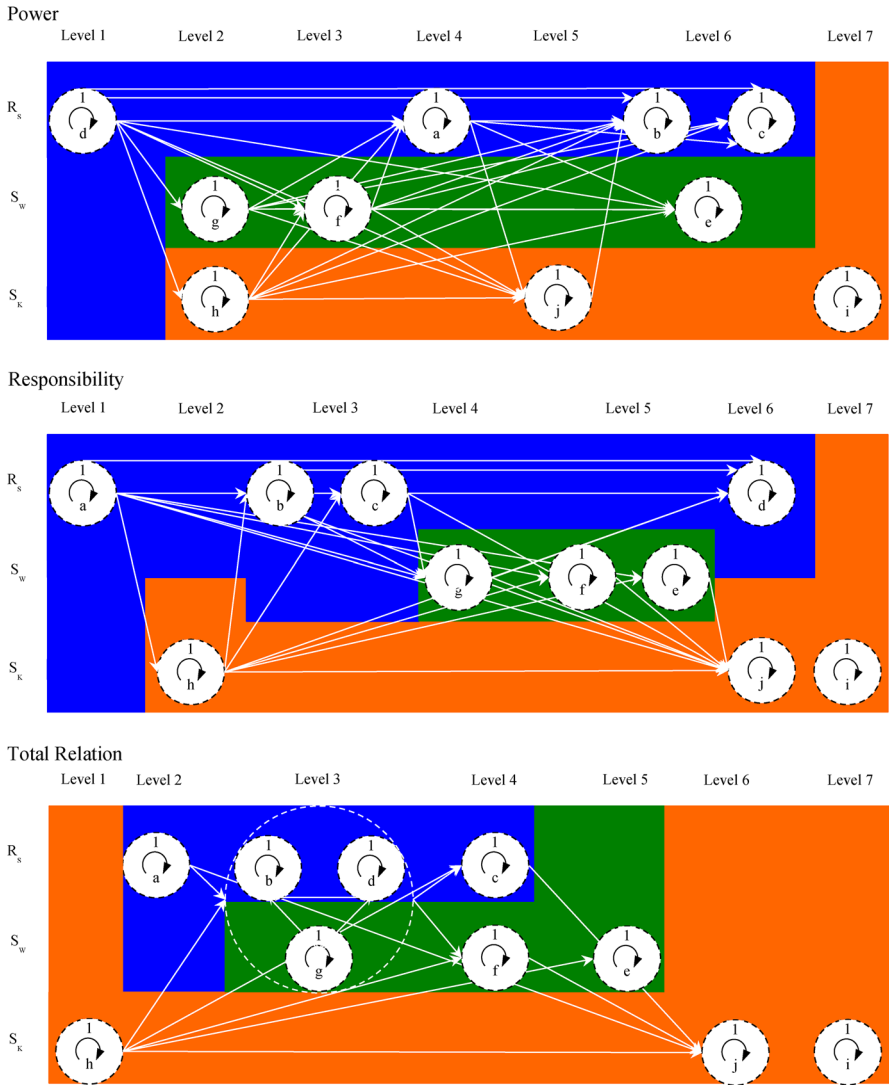 Power
Level 1 Level 2 Level 3 Level 4 Level 5 Level 6 Level 7
R_s 1 d 1 a 1 b 1 c
S_w 1 g 1 f 1 e
S_K 1 h 1 j 1 i
Responsibility
Level 1 Level 2 Level 3 Level 4 Level 5 Level 6 Level 7
R_s 1 a 1 b 1 c 1 d
S_w 1 g 1 f 1 e
S_K 1 h 1 j 1 i
Total Relation
Level 1 Level 2 Level 3 Level 4 Level 5 Level 6 Level 7
R_s 1 a 1 b 1 d 1 c
S_w 1 g 1 f 1 e
S_K 1 h 1 j 1 i